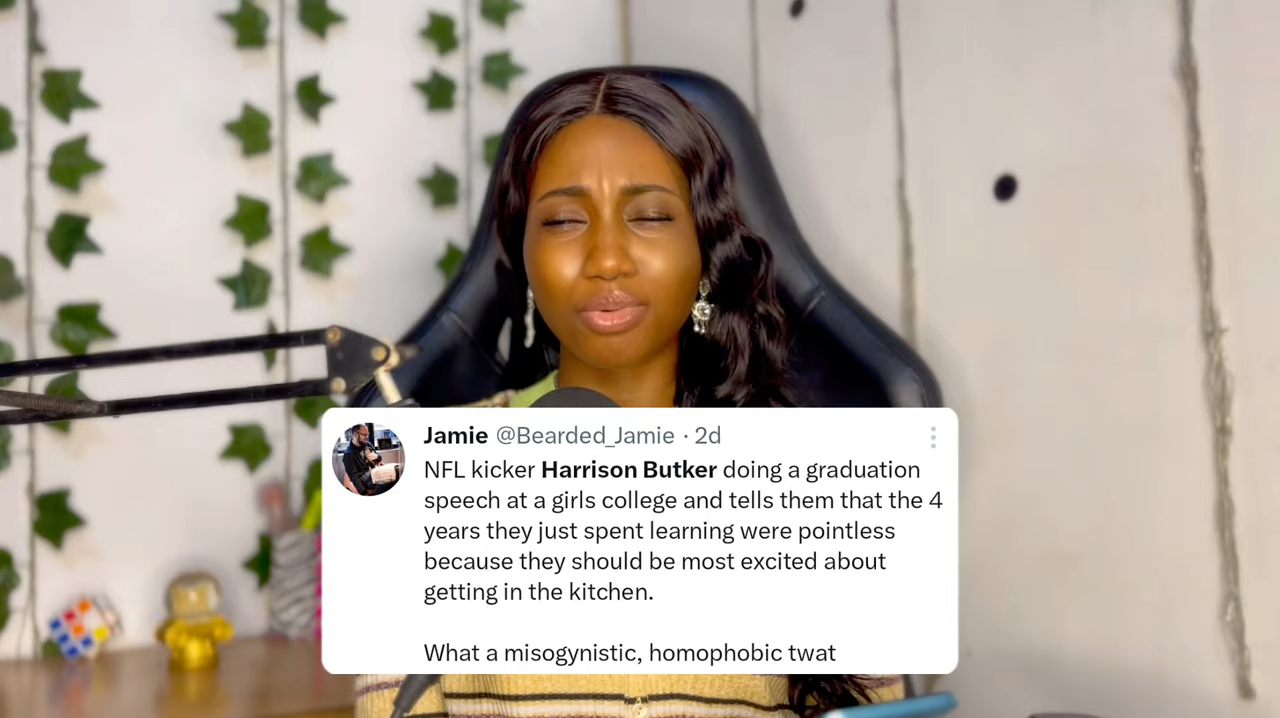 Jamie @Bearded_Jamie · 2d
NFL kicker Harrison Butker doing a graduation
speech at a girls college and tells them that the 4
years they just spent learning were pointless
because they should be most excited about
getting in the kitchen.
What a misogynistic, homophobic twat